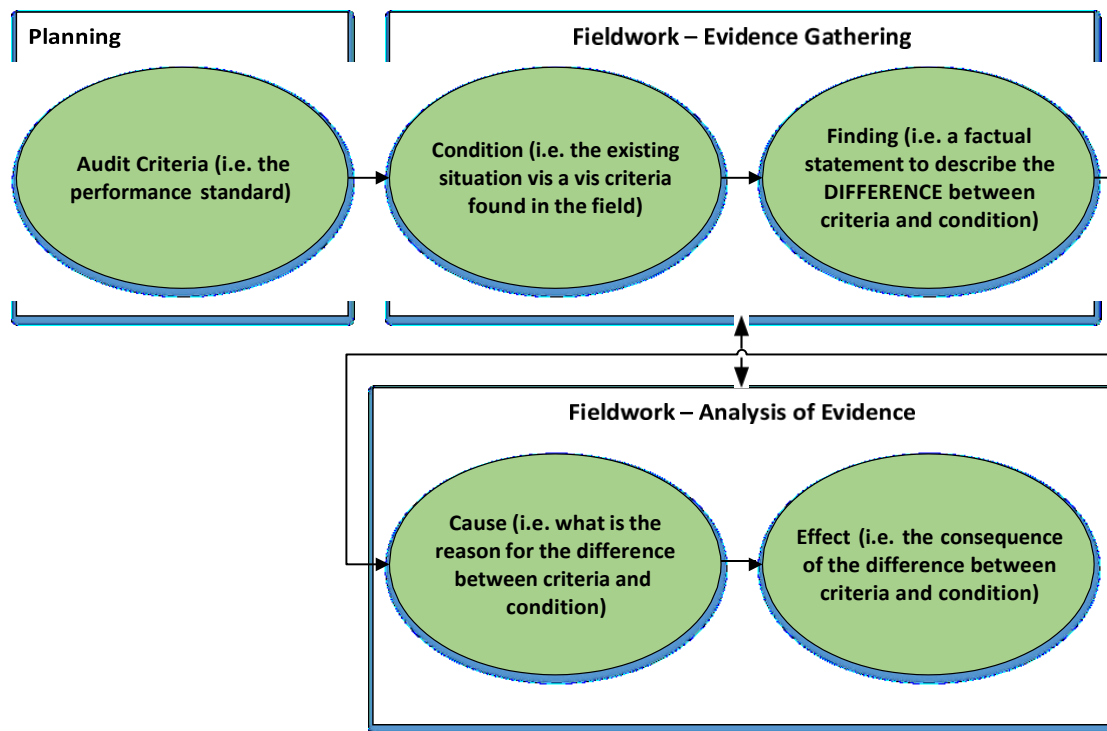 Planning
Fieldwork – Evidence Gathering
Audit Criteria (i.e. the
performance standard)
Condition (i.e. the existing
situation vis a vis criteria
found in the field)
Finding (i.e. a factual
statement to describe the
DIFFERENCE between
criteria and condition)
Fieldwork – Analysis of Evidence
Cause (i.e. what is the
reason for the difference
between criteria and
condition)
Effect (i.e. the consequence
of the difference between
criteria and condition)